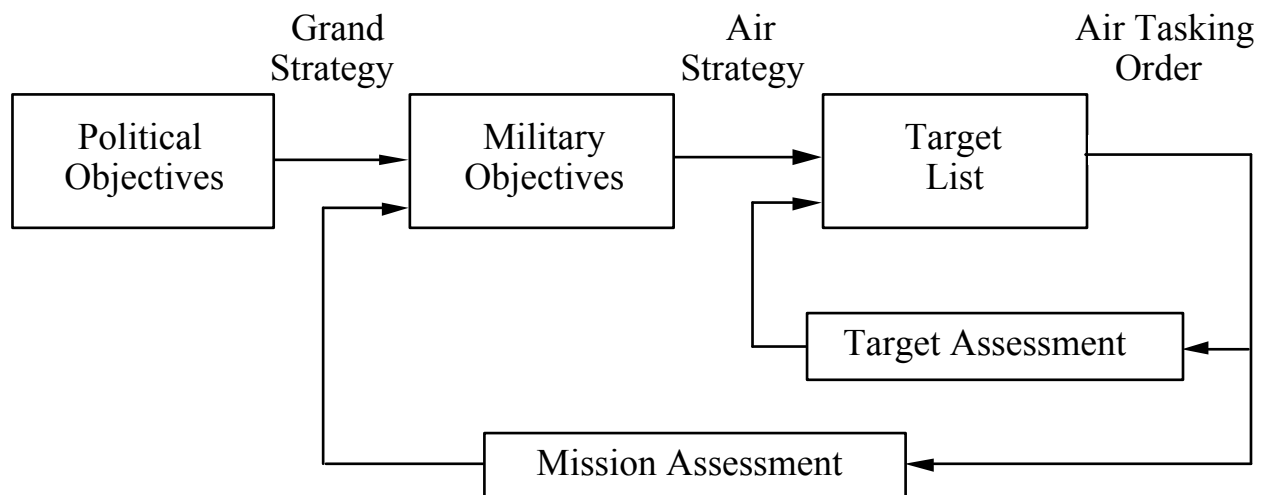 Grand
Strategy
Air
Strategy
Air Tasking
Order
Political
Objectives
Military
Objectives
Target
List
Target Assessment
Mission Assessment